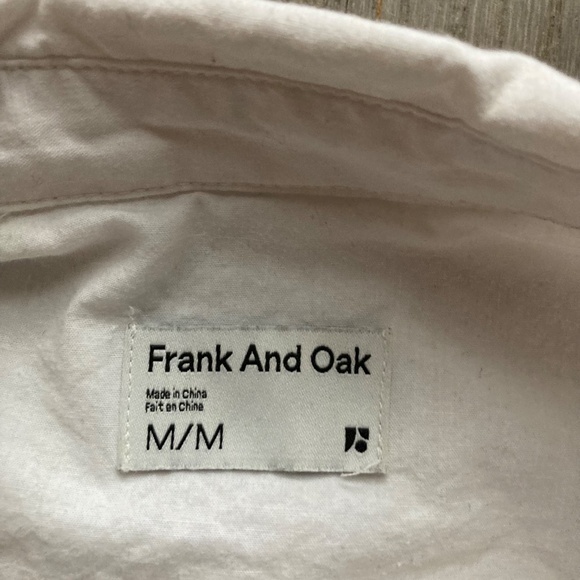 Frank And Oak
Made in China
Fait en Chine
M/M